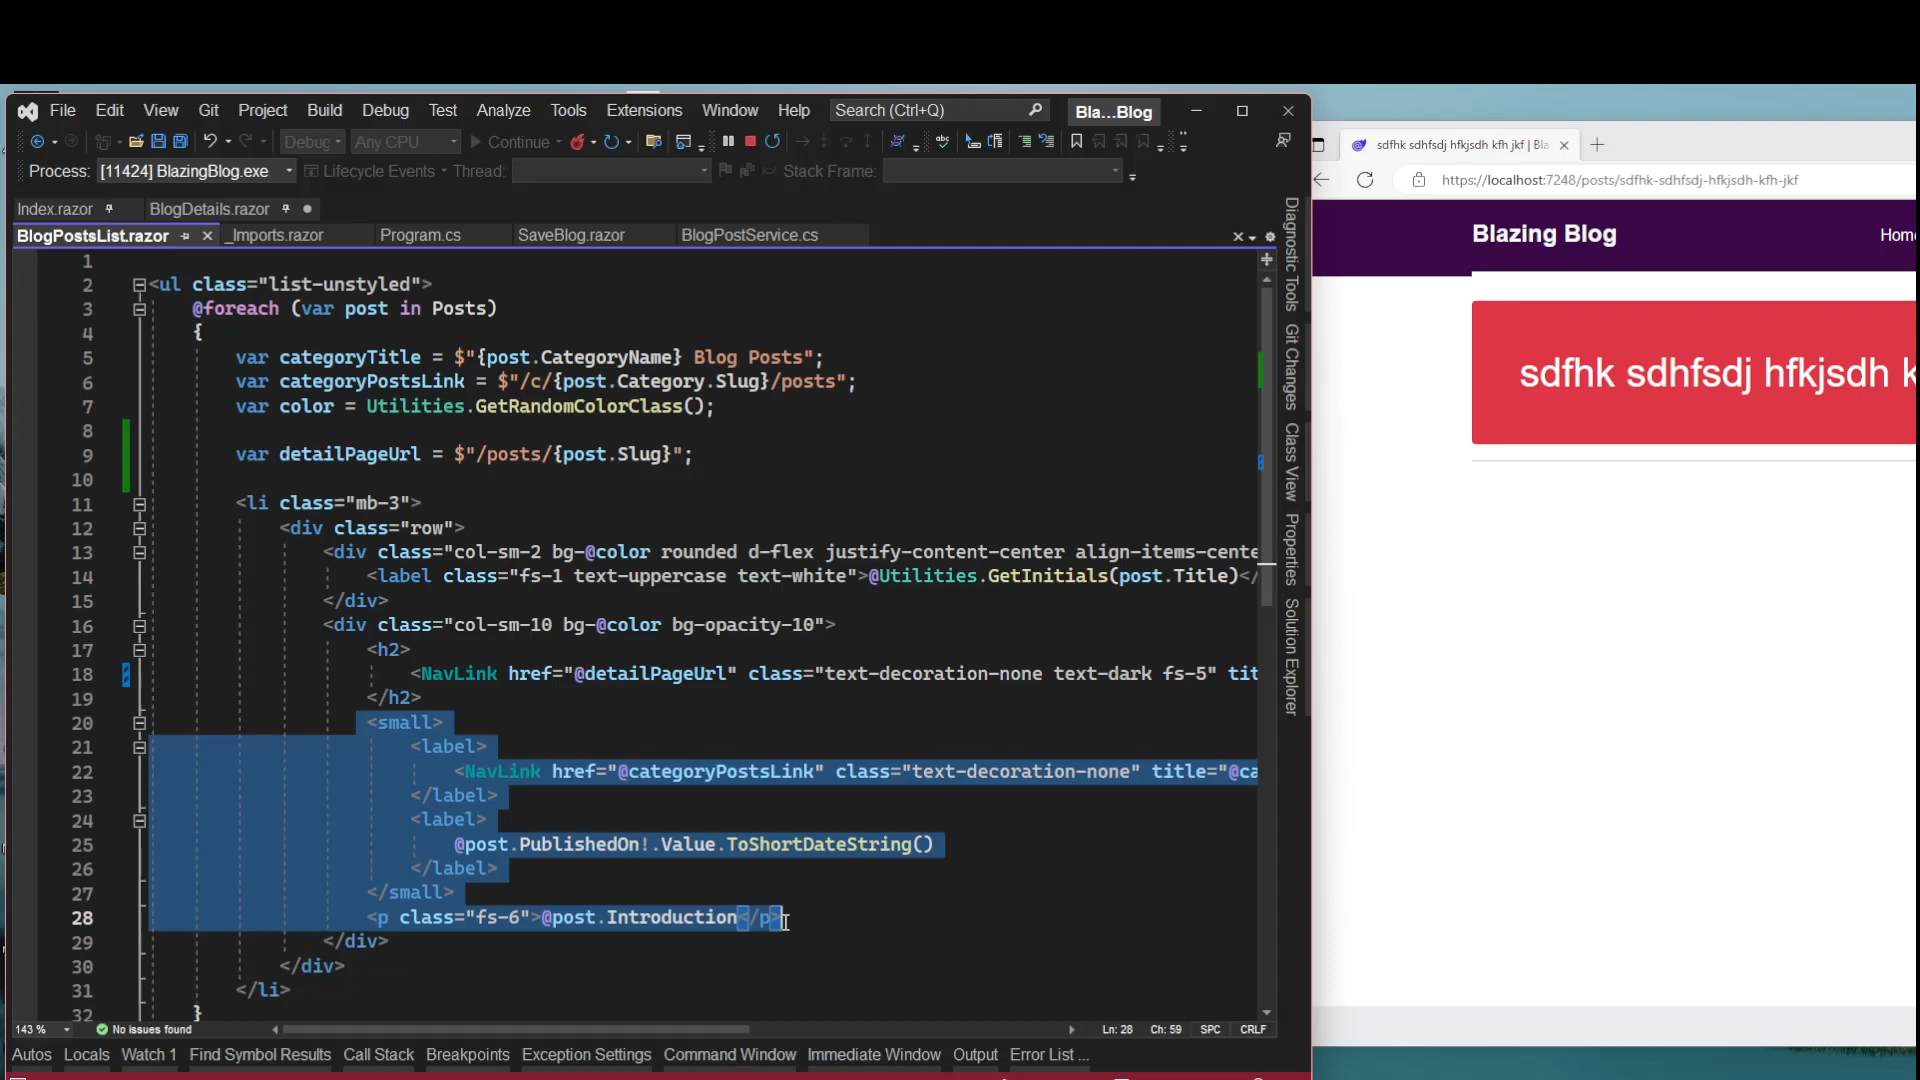 File Edit View Git Project Build Debug Test Analyze Tools Extensions Window Help Search (Ctrl+Q) Bla...Blog
Debug Any CPU Continue
Process: [11424] BlazingBlog.exe Lifecycle Events Thread: Stack Frame:
Index.razor BlogDetails.razor
BlogPostsList.razor _Imports.razor Program.cs SaveBlog.razor BlogPostService.cs
1
2 <ul class="list-unstyled">
3 @foreach (var post in Posts)
4 {
5 var categoryTitle = $"{post.CategoryName} Blog Posts";
6 var categoryPostsLink = $"/c/{post.Category.Slug}/posts";
7 var color = Utilities.GetRandomColorClass();
8
9 var detailPageUrl = $"/posts/{post.Slug}";
10
11 <li class="mb-3">
12 <div class="row">
13 <div class="col-sm-2 bg-@color rounded d-flex justify-content-center align-items-cente
14 <label class="fs-1 text-uppercase text-white">@Utilities.GetInitials(post.Title)</
15 </div>
16 <div class="col-sm-10 bg-@color bg-opacity-10">
17 <h2>
18 <NavLink href="@detailPageUrl" class="text-decoration-none text-dark fs-5" tit
19 </h2>
20 <small>
21 <label>
22 <NavLink href="@categoryPostsLink" class="text-decoration-none" title="@ca
23 </label>
24 <label>
25 @post.PublishedOn!.Value.ToShortDateString()
26 </label>
27 </small>
28 <p class="fs-6">@post.Introduction</p>
29 </div>
30 </div>
31 </li>
32 }
143 % No issues found Ln: 28 Ch: 59 SPC CRLF
Autos Locals Watch 1 Find Symbol Results Call Stack Breakpoints Exception Settings Command Window Immediate Window Output Error List ...
Diagnostic Tools
Git Changes
Class View
Properties
Solution Explorer
sdfhk sdhfsdj hfkjsdh kfh jkf | Bla
https://localhost:7248/posts/sdfhk-sdhfsdj-hfkjsdh-kfh-jkf
Blazing Blog Home
sdfhk sdhfsdj hfkjsdh k